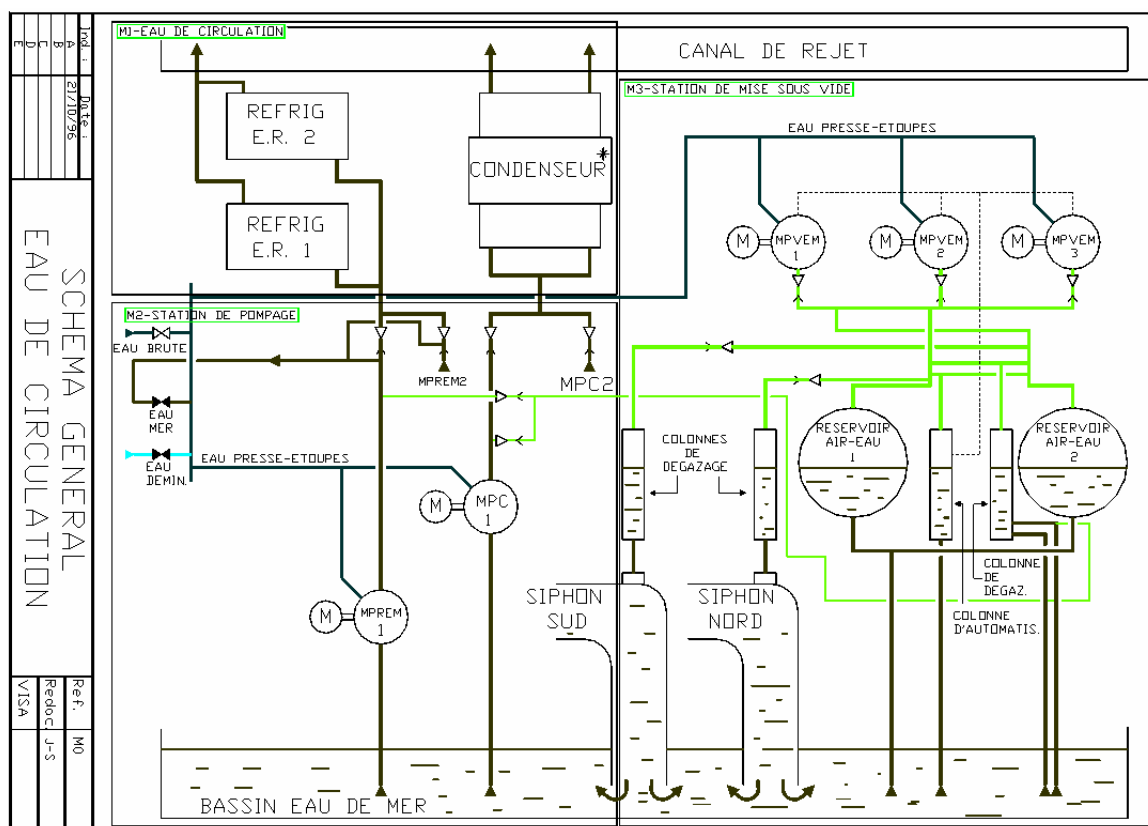 Ind. :
Date :
A
21/10/96
B
C
D
E
SCHEMA GENERAL
EAU DE CIRCULATION
Ref. M0
Redac. J-S
VISA
M1-EAU DE CIRCULATION
CANAL DE REJET
REFRIG
E.R. 2
REFRIG
E.R. 1
CONDENSEUR*
M3-STATION DE MISE SOUS VIDE
EAU PRESSE-ETOUPES
M
MPVEM
1
M
MPVEM
2
M
MPVEM
3
M2-STATION DE POMPAGE
EAU BRUTE
EAU
MER
EAU
DEMIN.
MPREM2
MPC2
EAU PRESSE-ETOUPES
M
MPC
1
M
MPREM
1
COLONNES
DE
DEGAZAGE
RESERVOIR
AIR-EAU
1
RESERVOIR
AIR-EAU
2
COLONNE
DE
DEGAZ.
COLONNE
D'AUTOMATIS.
SIPHON
SUD
SIPHON
NORD
BASSIN EAU DE MER